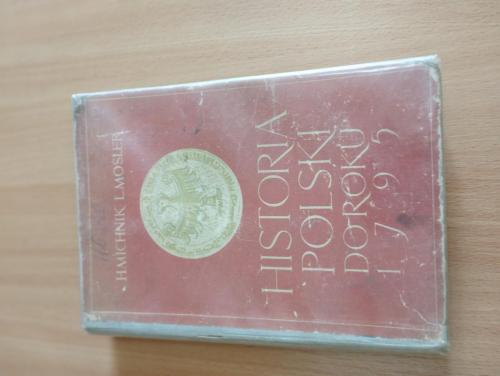 H.MICHNIK L.MOSLER
HISTORIA
POLSKI
DO ROKU
1795